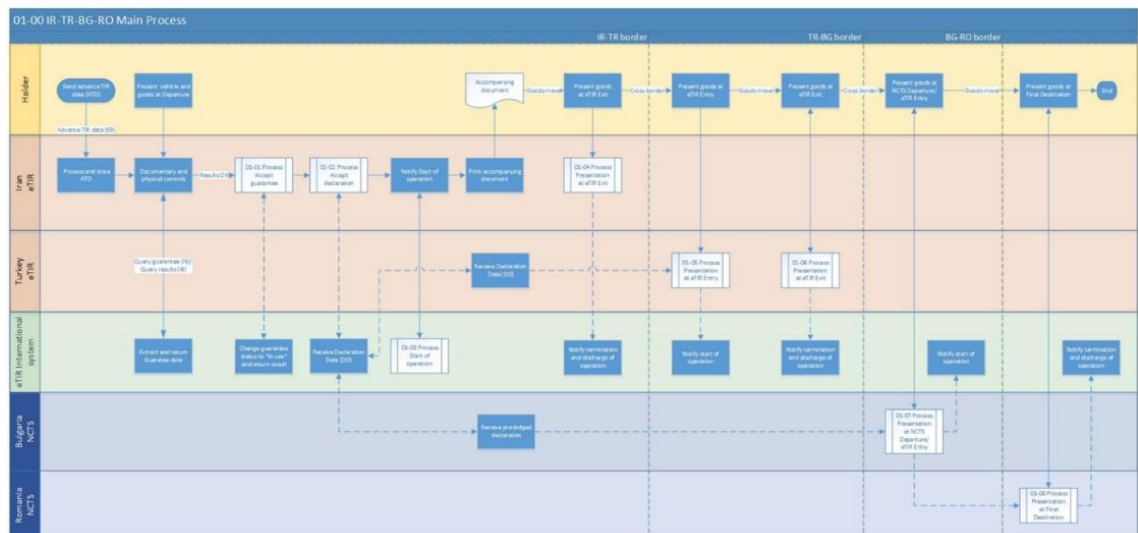 01-00 IR-TR-BG-RO Main Process
IR-TR border
TR-BG border
BG-RO border
Holder
Send advance TIR
data (ATD)
Present vehicle and
goods at Departure
Accompanying
document
Goods move
Present goods
at eTIR Exit
Cross border
Present goods
at eTIR Entry
Goods move
Present goods
at eTIR Exit
Cross border
Present goods at
NCTS Departure/
eTIR Entry
Goods move
Present goods at
Final Destination
End
Advance TIR data (E9)
Iran
eTIR
Process and store
ATD
Documentary and
physical controls
Results OK
01-01 Process
Accept
guarantee
01-02 Process
Accept
declaration
Notify Start of
operation
Print accompanying
document
01-04 Process
Presentation
at eTIR Exit
Turkey
eTIR
Query guarantee (I5)/
Query results (I6)
Receive Declaration
Data (DD)
01-05 Process
Presentation
at eTIR Entry
01-06 Process
Presentation
at eTIR Exit
eTIR International
system
Extract and return
Guarantee data
Change guarantee
status to "in use"
and return result
Receive Declaration
Data (DD)
01-03 Process
Start of
operation
Notify termination
and discharge of
operation
Notify start of
operation
Notify termination
and discharge of
operation
Notify start of
operation
Notify termination
and discharge of
operation
Bulgaria
NCTS
Receive pre-lodged
declaration
01-07 Process
Presentation
at NCTS
Departure/
eTIR Entry
Romania
NCTS
01-08 Process
Presentation
at Final
Destination